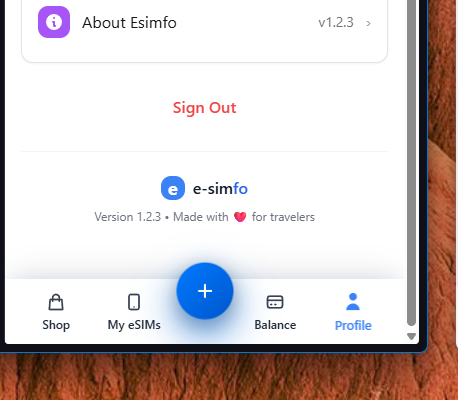 About Esimfo v1.2.3 ›
Sign Out
e e-simfo
Version 1.2.3 • Made with ❤️ for travelers
+
Shop My eSIMs Balance Profile